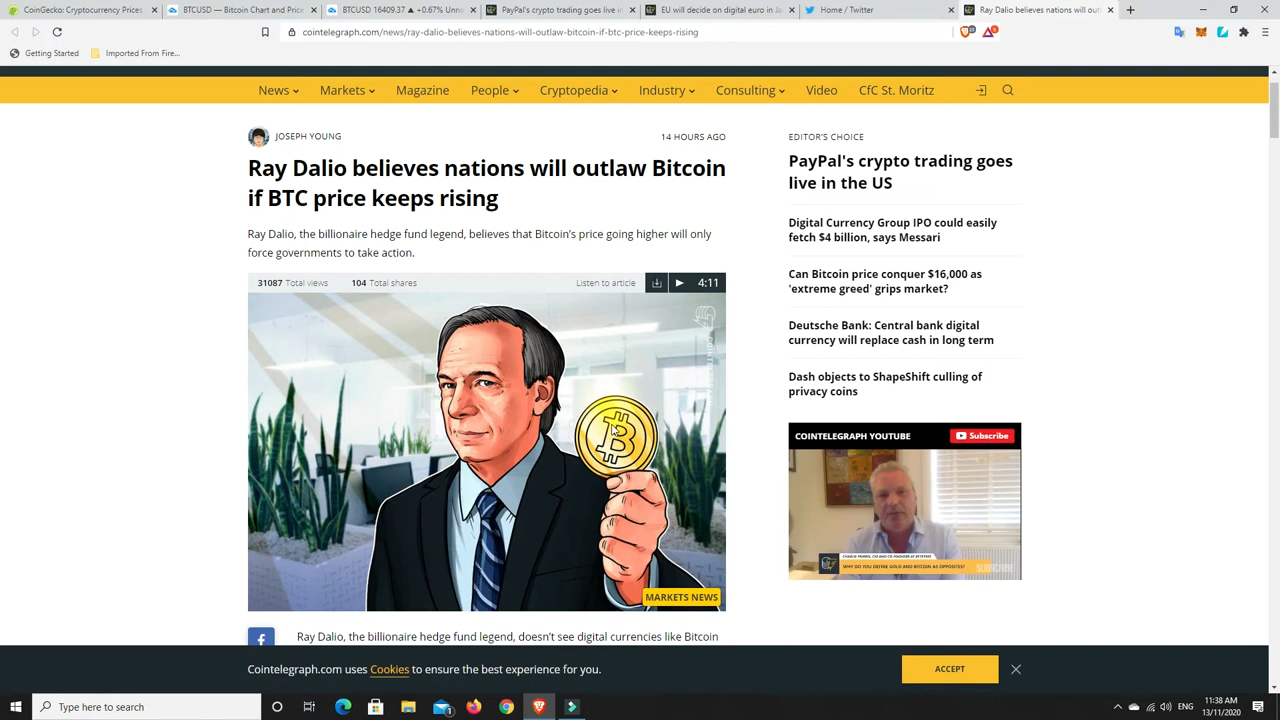 CoinGecko: Cryptocurrency Prices
BTCUSD — Bitcoin Chart and Price
BTCUSD 16409.37 ▲ +0.67% Unna
PayPal's crypto trading goes live in
EU will decide on digital euro in Ja
Home / Twitter
Ray Dalio believes nations will out
cointelegraph.com/news/ray-dalio-believes-nations-will-outlaw-bitcoin-if-btc-price-keeps-rising
Getting Started
Imported From Fire...
News
Markets
Magazine
People
Cryptopedia
Industry
Consulting
Video
CfC St. Moritz
JOSEPH YOUNG
14 HOURS AGO
Ray Dalio believes nations will outlaw Bitcoin
if BTC price keeps rising
Ray Dalio, the billionaire hedge fund legend, believes that Bitcoin's price going higher will only
force governments to take action.
31087 Total views
104 Total shares
Listen to article
4:11
MARKETS NEWS
Ray Dalio, the billionaire hedge fund legend, doesn't see digital currencies like Bitcoin
EDITOR'S CHOICE
PayPal's crypto trading goes
live in the US
Digital Currency Group IPO could easily
fetch $4 billion, says Messari
Can Bitcoin price conquer $16,000 as
'extreme greed' grips market?
Deutsche Bank: Central bank digital
currency will replace cash in long term
Dash objects to ShapeShift culling of
privacy coins
COINTELEGRAPH YOUTUBE
Subscribe
WHY DO YOU DEFINE GOLD AND BITCOIN AS OPPOSITES?
Cointelegraph.com uses Cookies to ensure the best experience for you.
ACCEPT
Type here to search
ENG
11:38 AM
13/11/2020